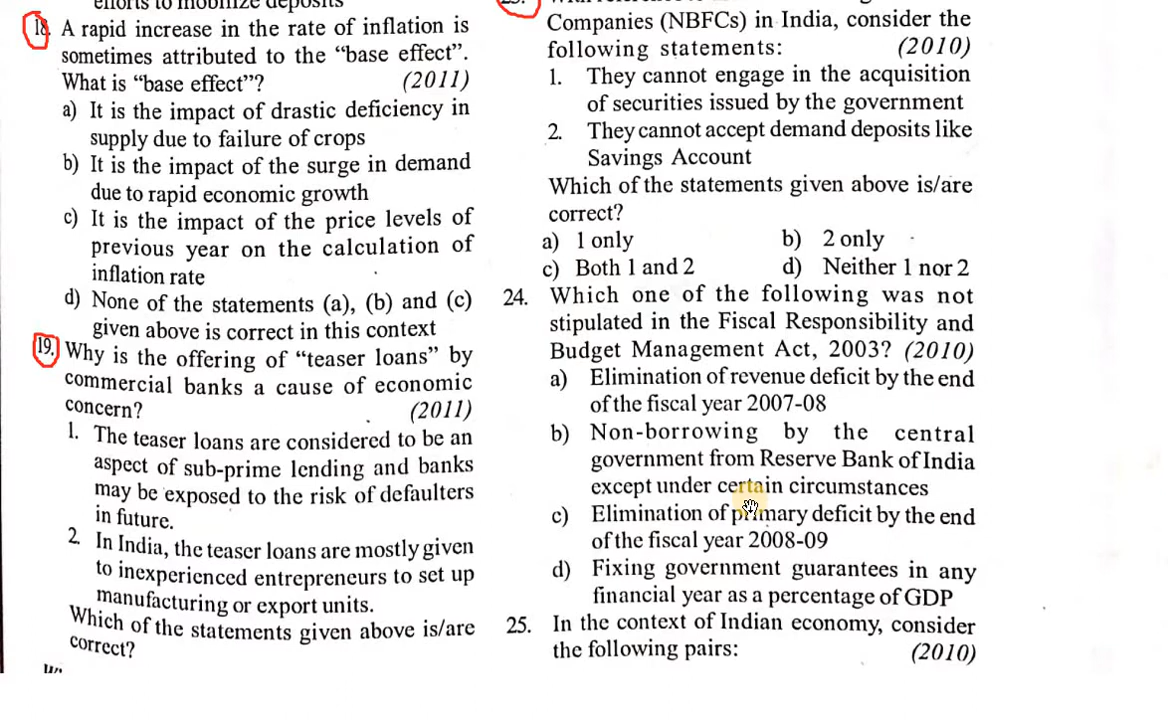 efforts to mobilize deposits
18. A rapid increase in the rate of inflation is
sometimes attributed to the “base effect”.
What is “base effect”? (2011)
a) It is the impact of drastic deficiency in
supply due to failure of crops
b) It is the impact of the surge in demand
due to rapid economic growth
c) It is the impact of the price levels of
previous year on the calculation of
inflation rate
d) None of the statements (a), (b) and (c)
given above is correct in this context
19. Why is the offering of “teaser loans” by
commercial banks a cause of economic
concern? (2011)
1. The teaser loans are considered to be an
aspect of sub-prime lending and banks
may be exposed to the risk of defaulters
in future.
2. In India, the teaser loans are mostly given
to inexperienced entrepreneurs to set up
manufacturing or export units.
Which of the statements given above is/are
correct?
Companies (NBFCs) in India, consider the
following statements: (2010)
1. They cannot engage in the acquisition
of securities issued by the government
2. They cannot accept demand deposits like
Savings Account
Which of the statements given above is/are
correct?
a) 1 only b) 2 only
c) Both 1 and 2 d) Neither 1 nor 2
24. Which one of the following was not
stipulated in the Fiscal Responsibility and
Budget Management Act, 2003? (2010)
a) Elimination of revenue deficit by the end
of the fiscal year 2007-08
b) Non-borrowing by the central
government from Reserve Bank of India
except under certain circumstances
c) Elimination of primary deficit by the end
of the fiscal year 2008-09
d) Fixing government guarantees in any
financial year as a percentage of GDP
25. In the context of Indian economy, consider
the following pairs: (2010)